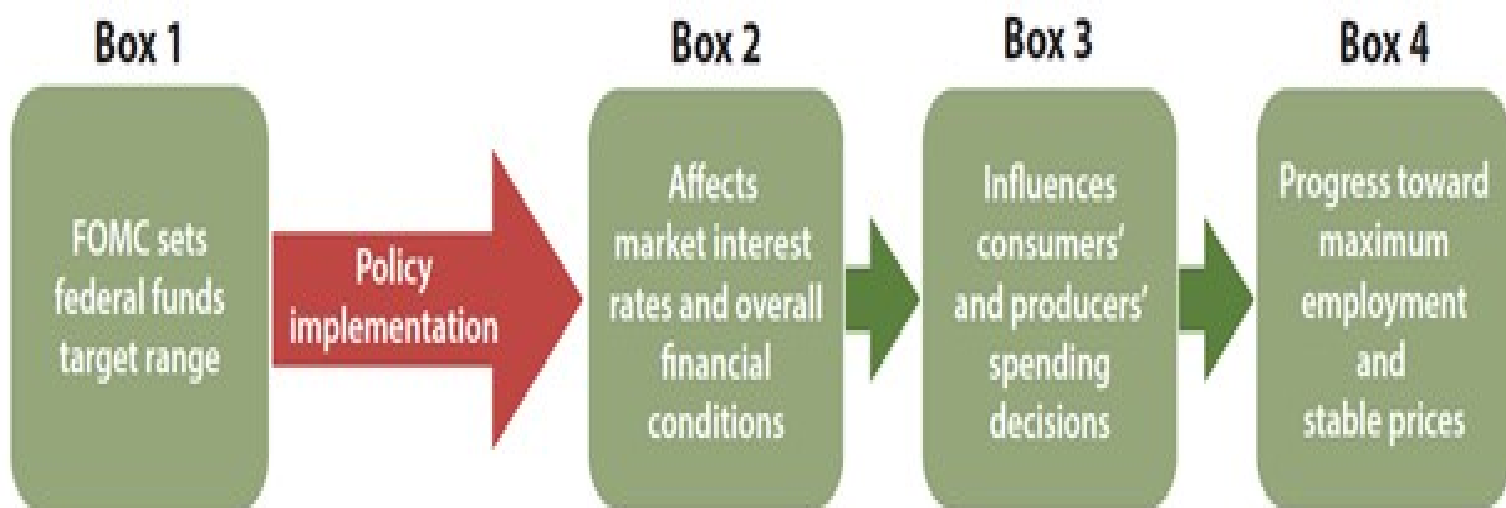 Box 1
FOMC sets
federal funds
target range
Policy
implementation
Box 2
Affects
market interest
rates and overall
financial
conditions
Box 3
Influences
consumers’
and producers’
spending
decisions
Box 4
Progress toward
maximum
employment
and
stable prices